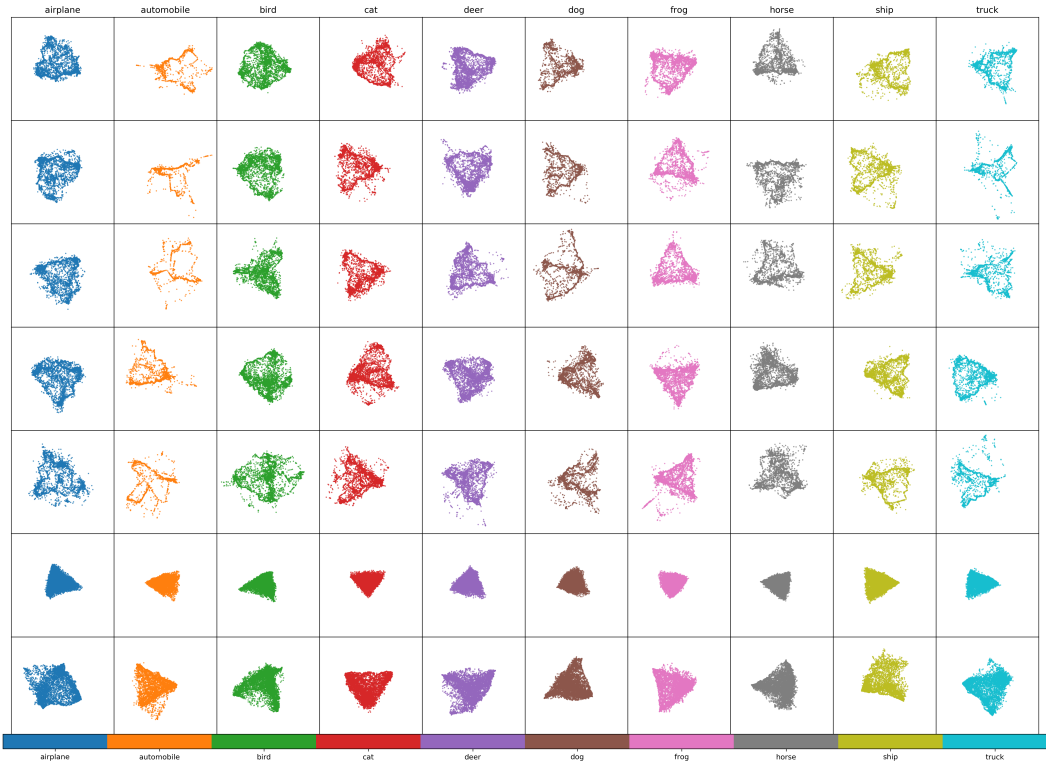 airplane automobile bird cat deer dog frog horse ship truck
airplane automobile bird cat deer dog frog horse ship truck